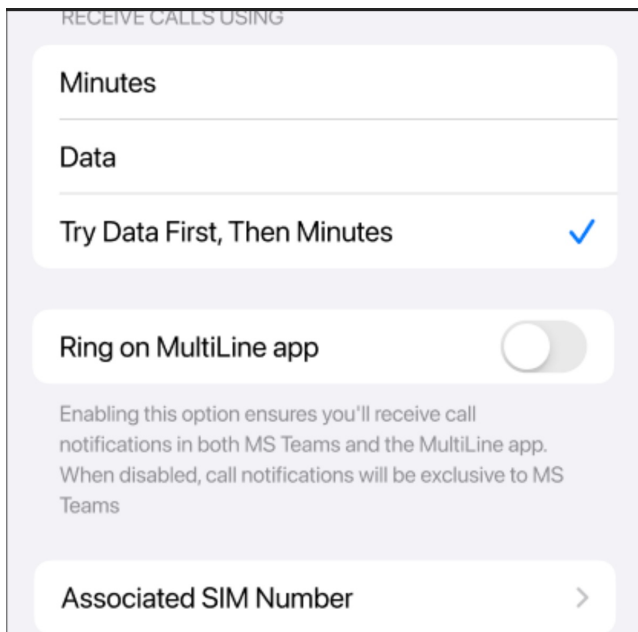 RECEIVE CALLS USING
Minutes
Data
Try Data First, Then Minutes
Ring on MultiLine app
Enabling this option ensures you'll receive call
notifications in both MS Teams and the MultiLine app.
When disabled, call notifications will be exclusive to MS
Teams
Associated SIM Number